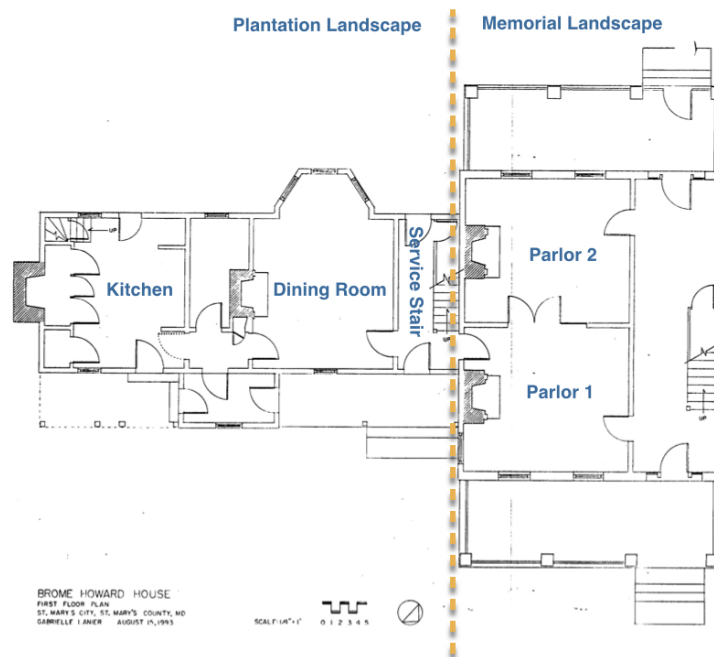 Plantation Landscape
Memorial Landscape
UP
Service Stair
Kitchen
Dining Room
Parlor 2
N
Parlor 1
UP
BROME HOWARD HOUSE
FIRST FLOOR PLAN
ST. MARY'S CITY, ST. MARY'S COUNTY, MD
GABRIELLE LANIER AUGUST 15, 1993
SCALE: 1/4" = 1'
0 1 2 3 4 5